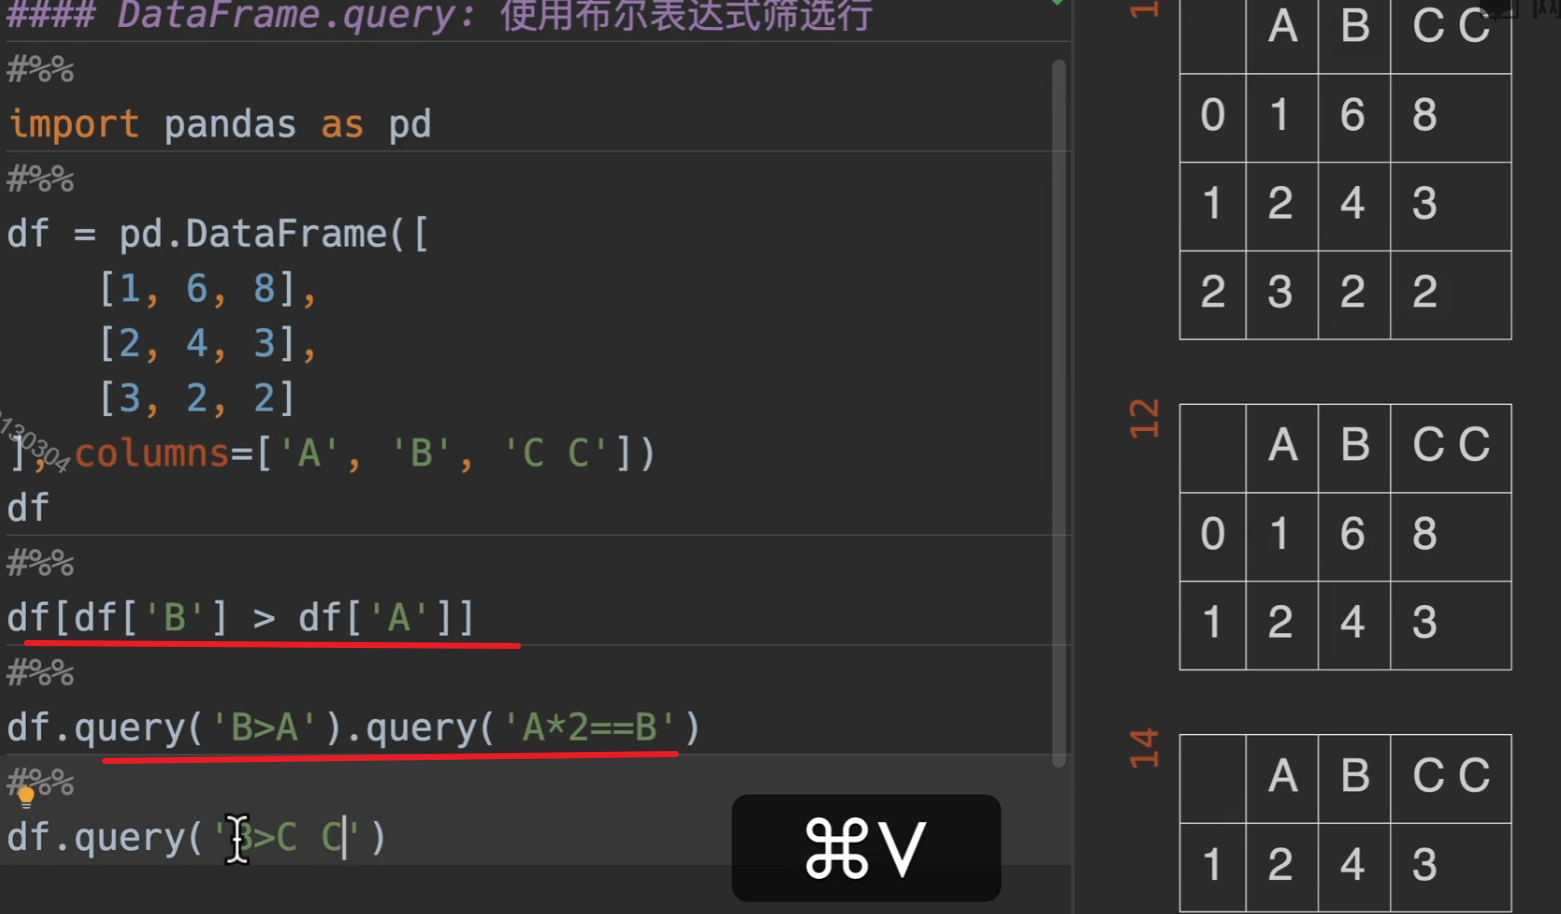 #### DataFrame.query: 使用布尔表达式筛选行
#%%
import pandas as pd
#%%
df = pd.DataFrame([
    [1, 6, 8],
    [2, 4, 3],
    [3, 2, 2]
], columns=['A', 'B', 'C C'])
df
#%%
df[df['B'] > df['A']]
#%%
df.query('B>A').query('A*2==B')
#%%
df.query('B>C C')
130304
⌘V
A B C C
0 1 6 8
1 2 4 3
2 3 2 2
12
A B C C
0 1 6 8
1 2 4 3
14
A B C C
1 2 4 3